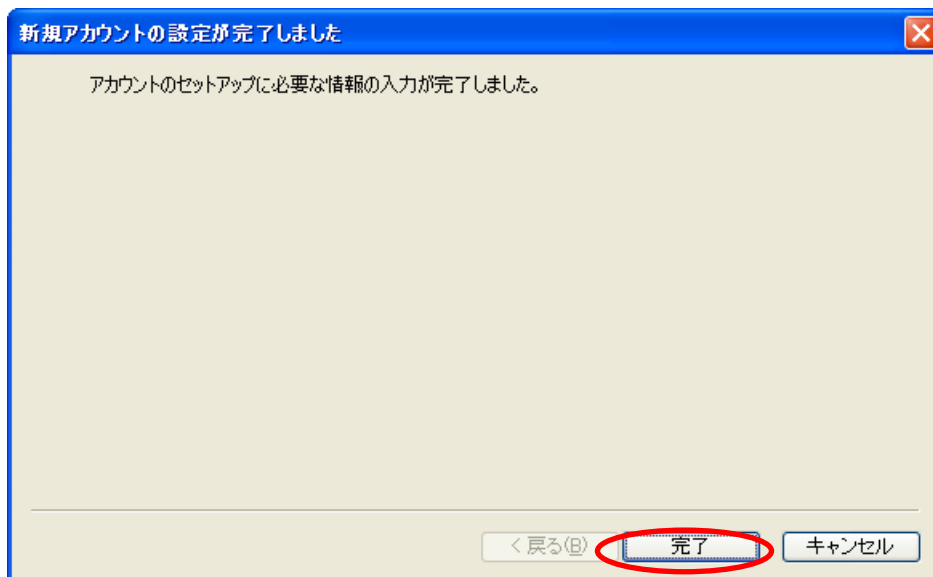 新規アカウントの設定が完了しました
アカウントのセットアップに必要な情報の入力が完了しました。
< 戻る(B)
完了
キャンセル